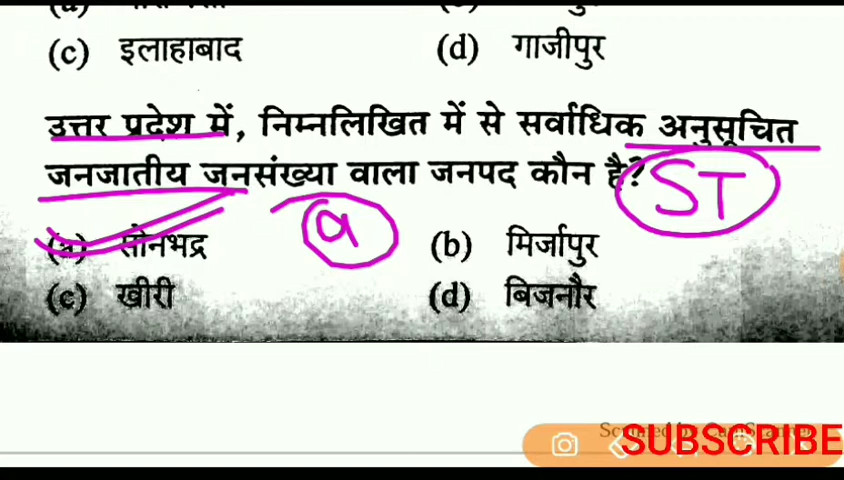 (c) इलाहाबाद (d) गाजीपुर
उत्तर प्रदेश में, निम्नलिखित में से सर्वाधिक अनुसूचित
जनजातीय जनसंख्या वाला जनपद कौन है? ST
(a) सोनभद्र a (b) मिर्जापुर
(c) खीरी (d) बिजनौर
SUBSCRIBE